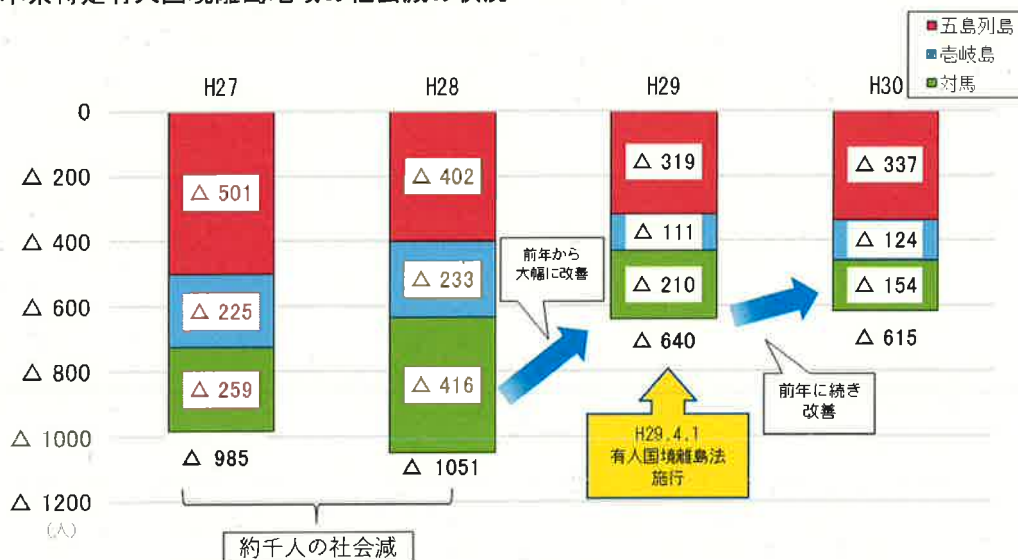 五島列島
壱岐島
対馬
H27 H28 H29 H30
0
△ 200
△ 400
△ 600
△ 800
△ 1000
△ 1200
(人)
△ 501
△ 225
△ 259
△ 985
△ 402
△ 233
△ 416
△ 1051
△ 319
△ 111
△ 210
△ 640
△ 337
△ 124
△ 154
△ 615
前年から
大幅に改善
前年に続き
改善
H29.4.1
有人国境離島法
施行
約千人の社会減